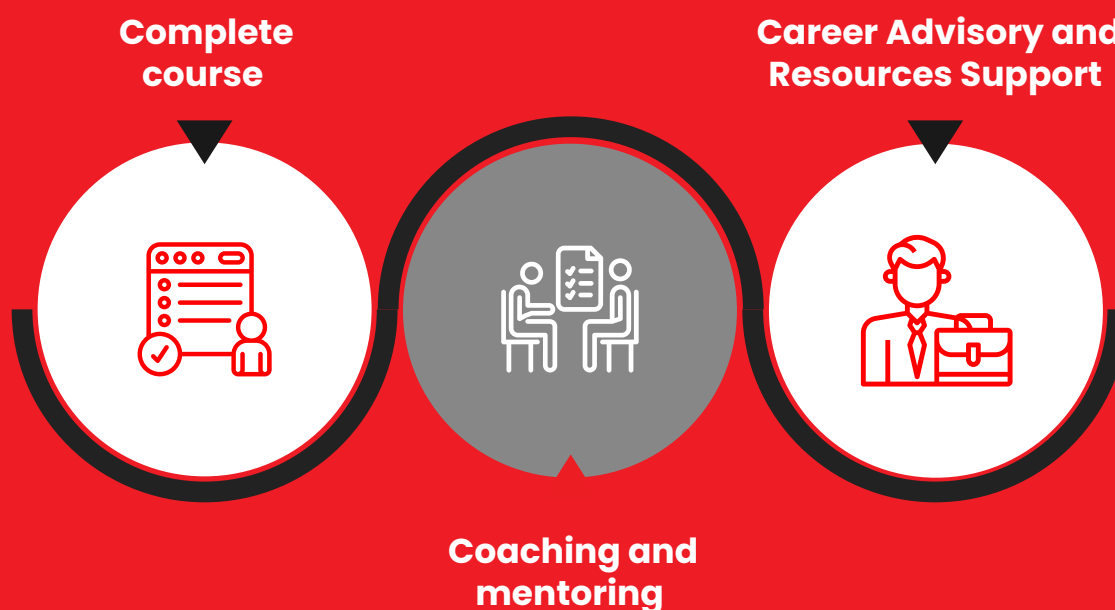 Complete
course
Career Advisory and
Resources Support
Coaching and
mentoring